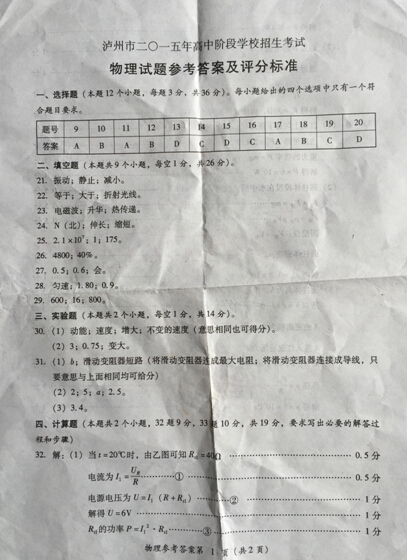 泸州市二〇一五年高中阶段学校招生考试
物理试题参考答案及评分标准
一、选择题(本题12个小题,每题3分,共36分)。每小题给出的四个选项中只有一个符
合题目要求。
题号 9 10 11 12 13 14 15 16 17 18 19 20
答案 A B A B D C D C A B C D
二、填空题(本题共9个小题,每空1分,共26分)。
21. 振动;静止;减小。
22. 等于;大于;折射光线。
23. 电磁波;升华;热传递。
24. N(北);伸长;缩短。
25. 2.1×10⁷;1;175。
26. 4800;40%。
27. 0.5;0.6;会。
28. 匀速;1.80;0.9。
29. 600;16;800。
三、实验题(本题共2个小题,每空1分,共14分)。
30. (1)动能;速度;增大;不变的速度(意思相同也可得分)。
(2)3;0.75;变大。
31. (1)b;滑动变阻器短路(将滑动变阻器连成最大电阻;将滑动变阻器连接成导线,只
要意思与上面相同均可给分)
(2)2;5;a;2.5。
(3)3.4。
四、计算题(本题共2个小题,32题9分,33题10分,共19分,要求写出必要的解答过
程和步骤)
32. 解:(1)当t=20℃时,由乙图可知 =40Ω ……………… 0.5分
电流为I₁=U_R/R ………① ……………… 0.5分
电源电压为U=I₁(R+R_t1) ………② ……………… 1分
解得U=6V ……………… 1分
R_t1的功率P=I₁²·R_t1 ………③ ……………… 1分
物理参考答案第 1 页(共2页)